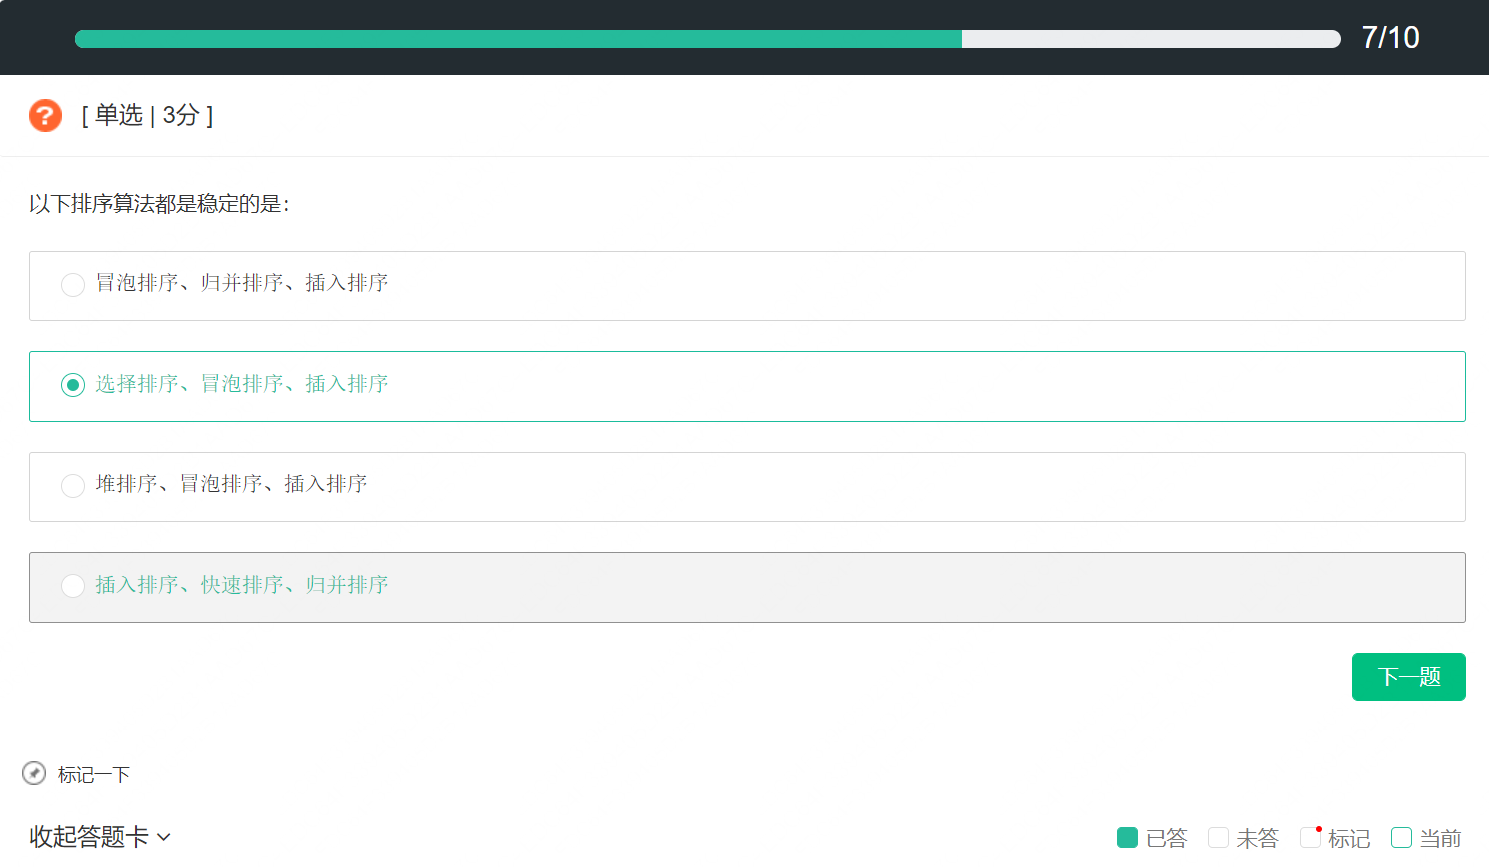 7/10
[ 单选 | 3分 ]
以下排序算法都是稳定的是：
冒泡排序、归并排序、插入排序
选择排序、冒泡排序、插入排序
堆排序、冒泡排序、插入排序
插入排序、快速排序、归并排序
下一题
标记一下
收起答题卡
已答 未答 标记 当前